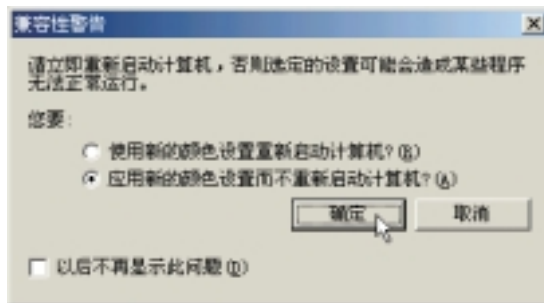 兼容性警告
请立即重新启动计算机，否则选定的设置可能会造成某些程序
无法正常运行。
您要:
使用新的颜色设置重新启动计算机?(R)
应用新的颜色设置而不重新启动计算机?(A)
确定
取消
以后不再显示此问题(D)